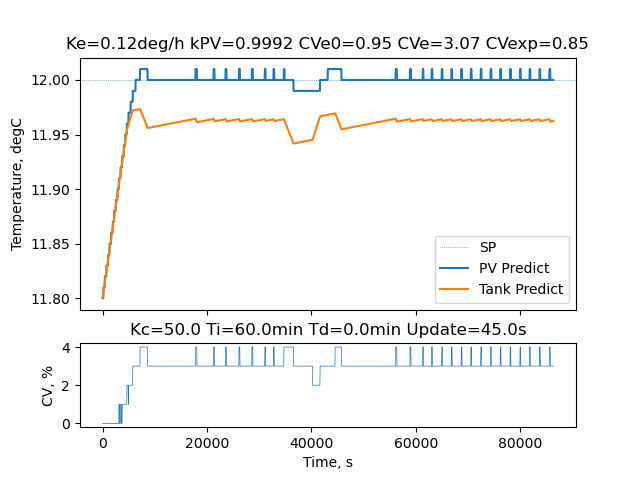 Ke=0.12deg/h kPV=0.9992 CVe0=0.95 CVe=3.07 CVexp=0.85
12.00
11.95
11.90
11.85
11.80
Temperature, degC
SP
PV Predict
Tank Predict
Kc=50.0 Ti=60.0min Td=0.0min Update=45.0s
4
2
0
CV, %
0 20000 40000 60000 80000
Time, s